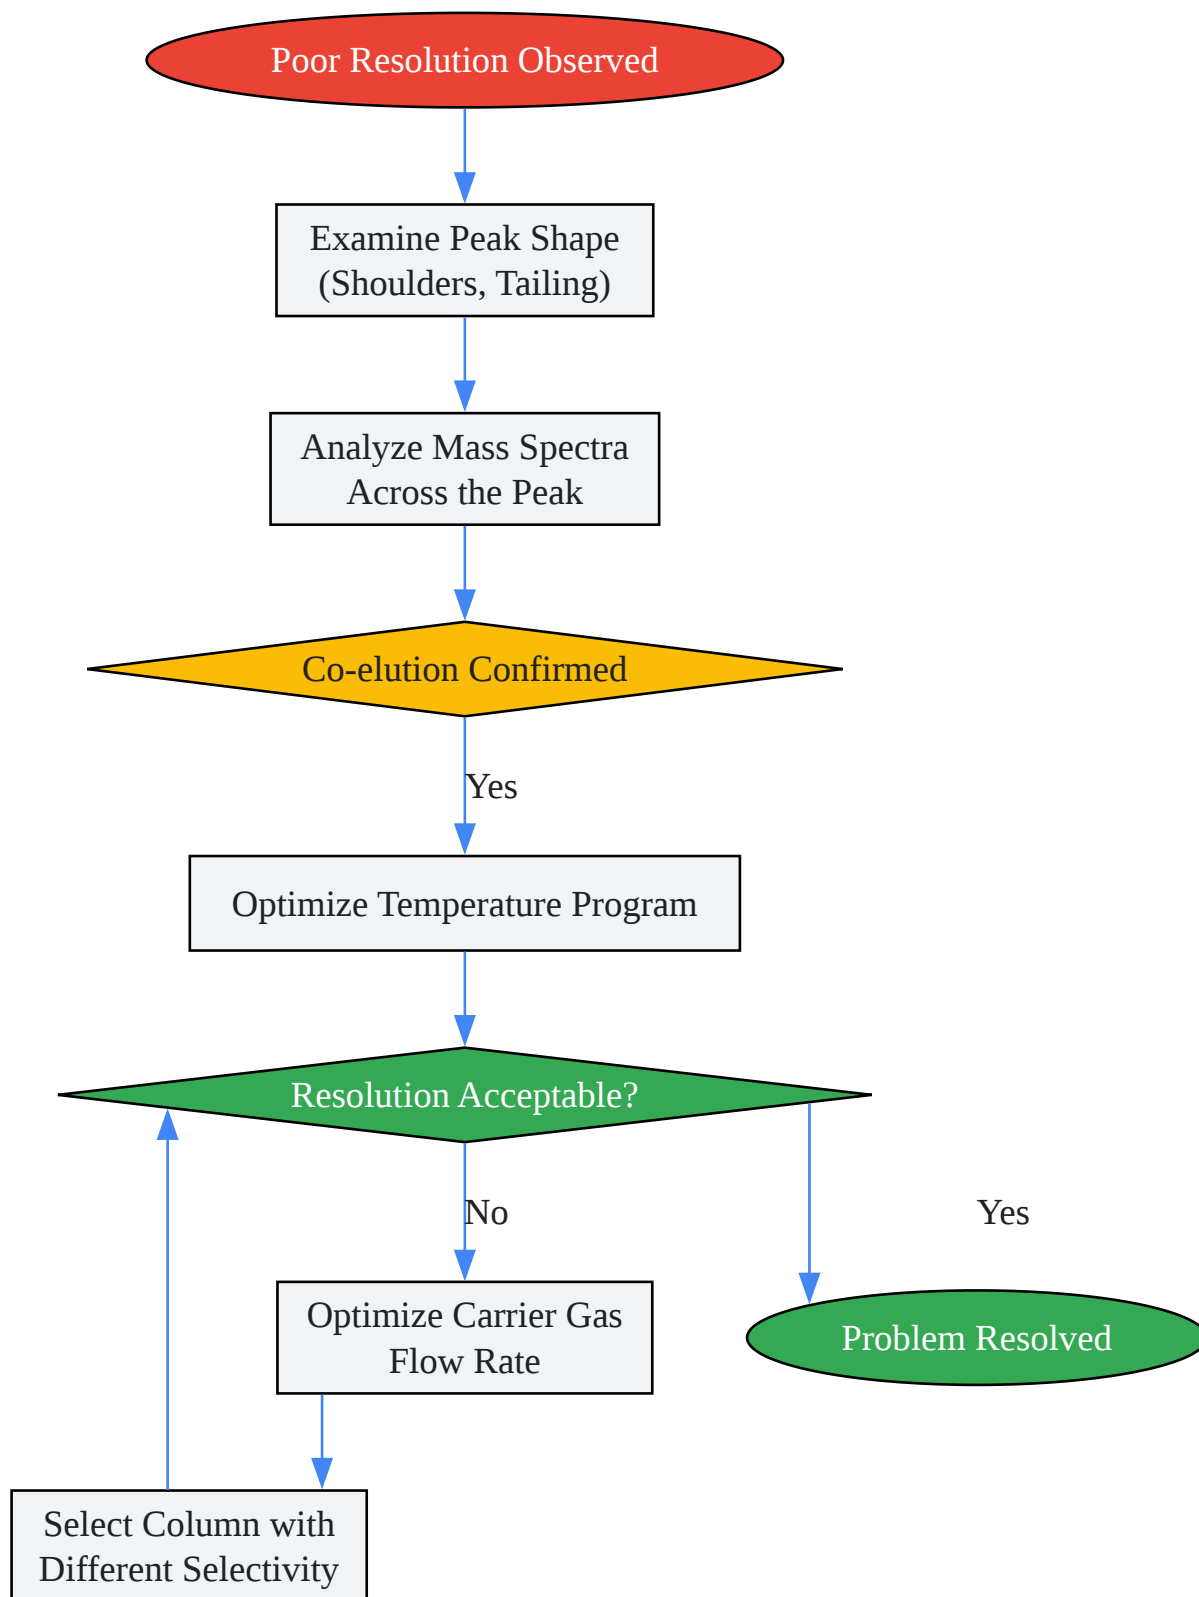 Poor Resolution Observed
Examine Peak Shape
(Shoulders, Tailing)
Analyze Mass Spectra
Across the Peak
Co-elution Confirmed
Yes
Optimize Temperature Program
Resolution Acceptable?
No
Yes
Optimize Carrier Gas
Flow Rate
Problem Resolved
Select Column with
Different Selectivity